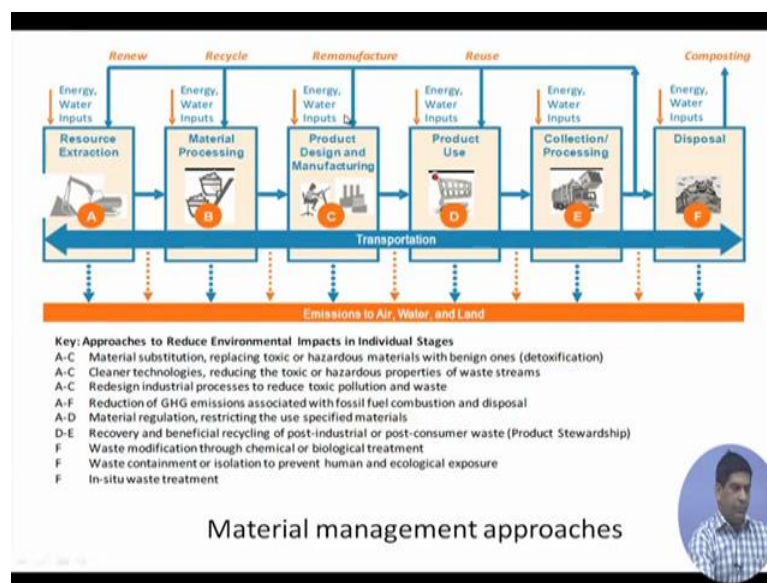 Renew Recycle Remanufacture Reuse Composting
Energy, Water Inputs
Energy, Water Inputs
Energy, Water Inputs
Energy, Water Inputs
Energy, Water Inputs
Energy, Water Inputs
Resource Extraction
Material Processing
Product Design and Manufacturing
Product Use
Collection/Processing
Disposal
A B C D E F
Transportation
Emissions to Air, Water, and Land
Key: Approaches to Reduce Environmental Impacts in Individual Stages
A-C Material substitution, replacing toxic or hazardous materials with benign ones (detoxification)
A-C Cleaner technologies, reducing the toxic or hazardous properties of waste streams
A-C Redesign industrial processes to reduce toxic pollution and waste
A-F Reduction of GHG emissions associated with fossil fuel combustion and disposal
A-D Material regulation, restricting the use specified materials
D-E Recovery and beneficial recycling of post-industrial or post-consumer waste (Product Stewardship)
F Waste modification through chemical or biological treatment
F Waste containment or isolation to prevent human and ecological exposure
F In-situ waste treatment
Material management approaches